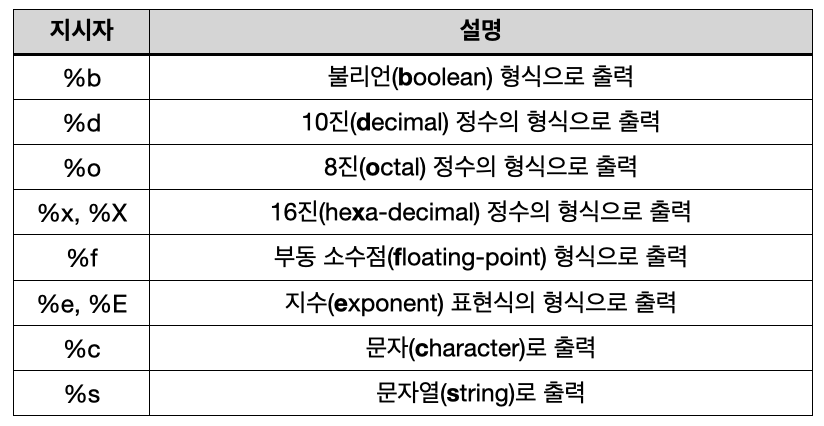 지시자 설명
%b 불리언(boolean) 형식으로 출력
%d 10진(decimal) 정수의 형식으로 출력
%o 8진(octal) 정수의 형식으로 출력
%x, %X 16진(hexa-decimal) 정수의 형식으로 출력
%f 부동 소수점(floating-point) 형식으로 출력
%e, %E 지수(exponent) 표현식의 형식으로 출력
%c 문자(character)로 출력
%s 문자열(string)로 출력